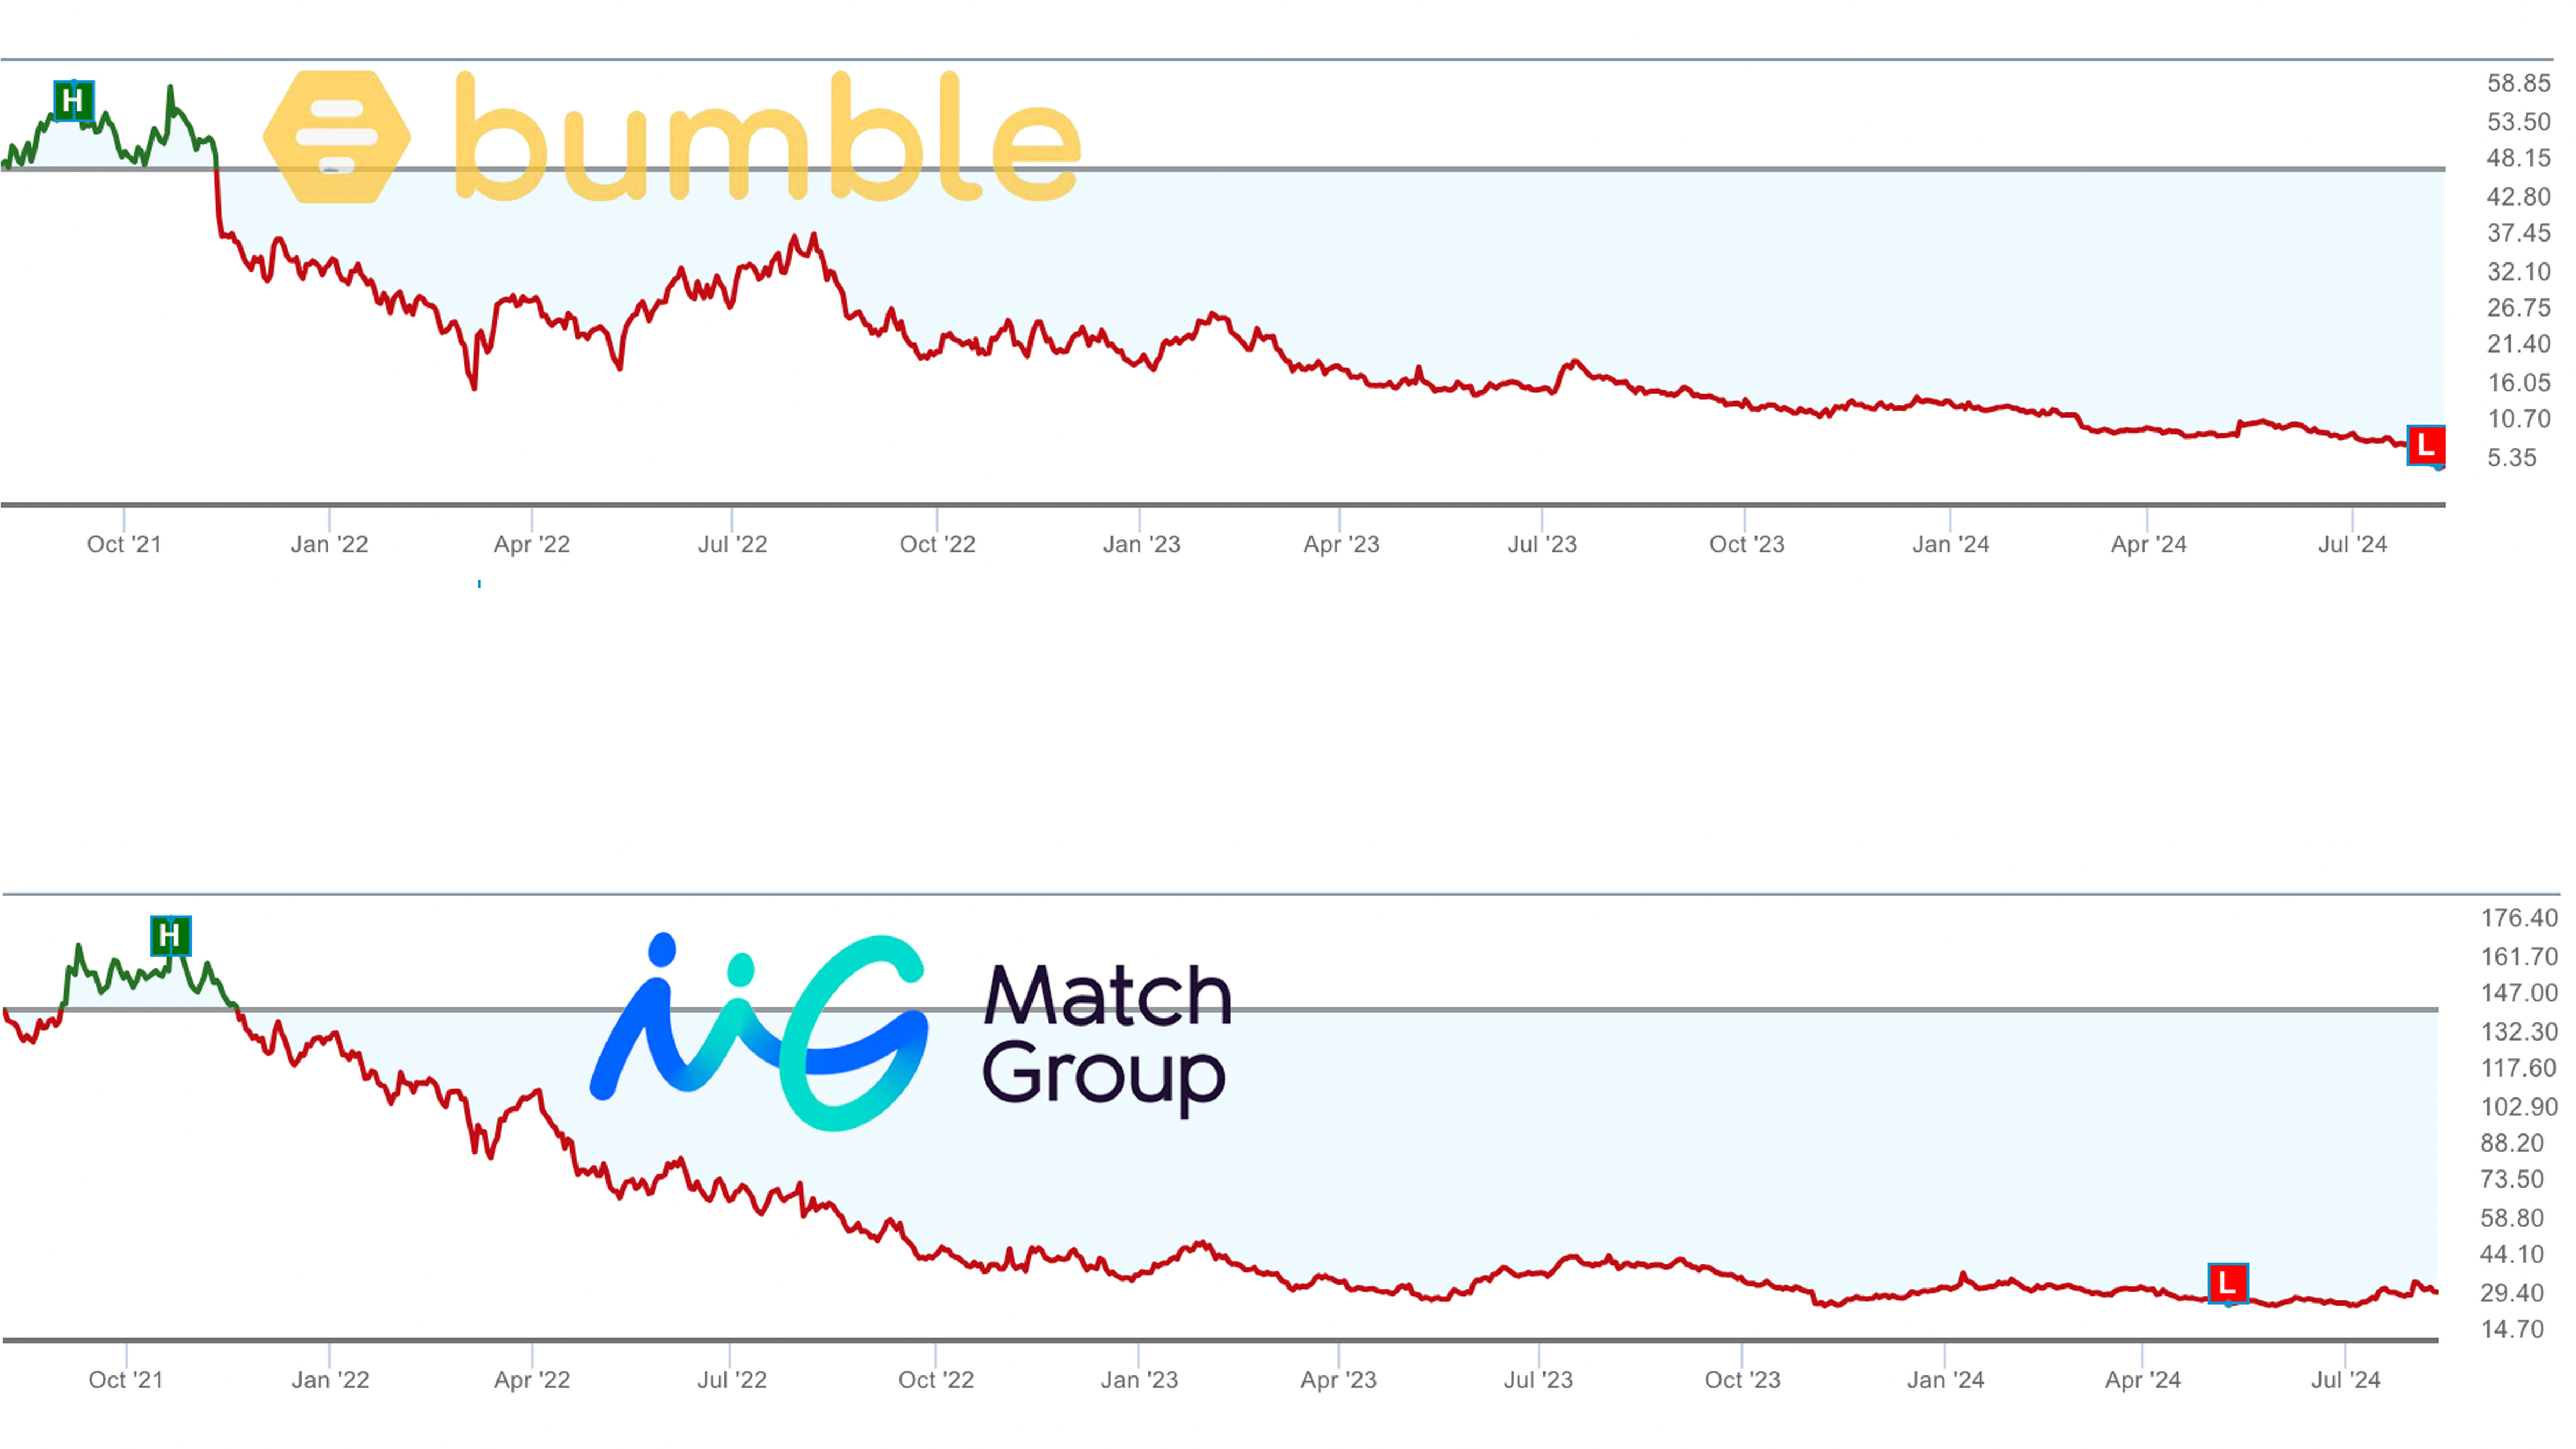 58.85
H
bumble
53.50
48.15
42.80
37.45
32.10
26.75
21.40
16.05
10.70
L
5.35
Oct '21 Jan '22 Apr '22 Jul '22 Oct '22 Jan '23 Apr '23 Jul '23 Oct '23 Jan '24 Apr '24 Jul '24
176.40
H
161.70
Match
147.00
132.30
Group
117.60
102.90
88.20
73.50
58.80
44.10
L
29.40
14.70
Oct '21 Jan '22 Apr '22 Jul '22 Oct '22 Jan '23 Apr '23 Jul '23 Oct '23 Jan '24 Apr '24 Jul '24